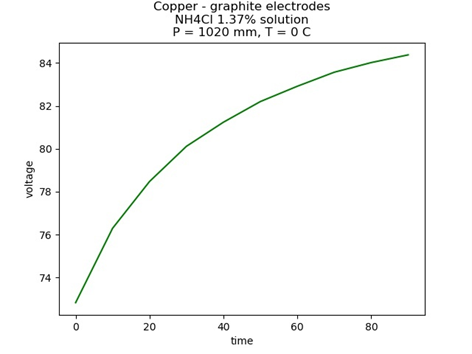 Copper - graphite electrodes
NH4Cl 1.37% solution
P = 1020 mm, T = 0 C
84
82
80
78
76
74
voltage
0 20 40 60 80
time